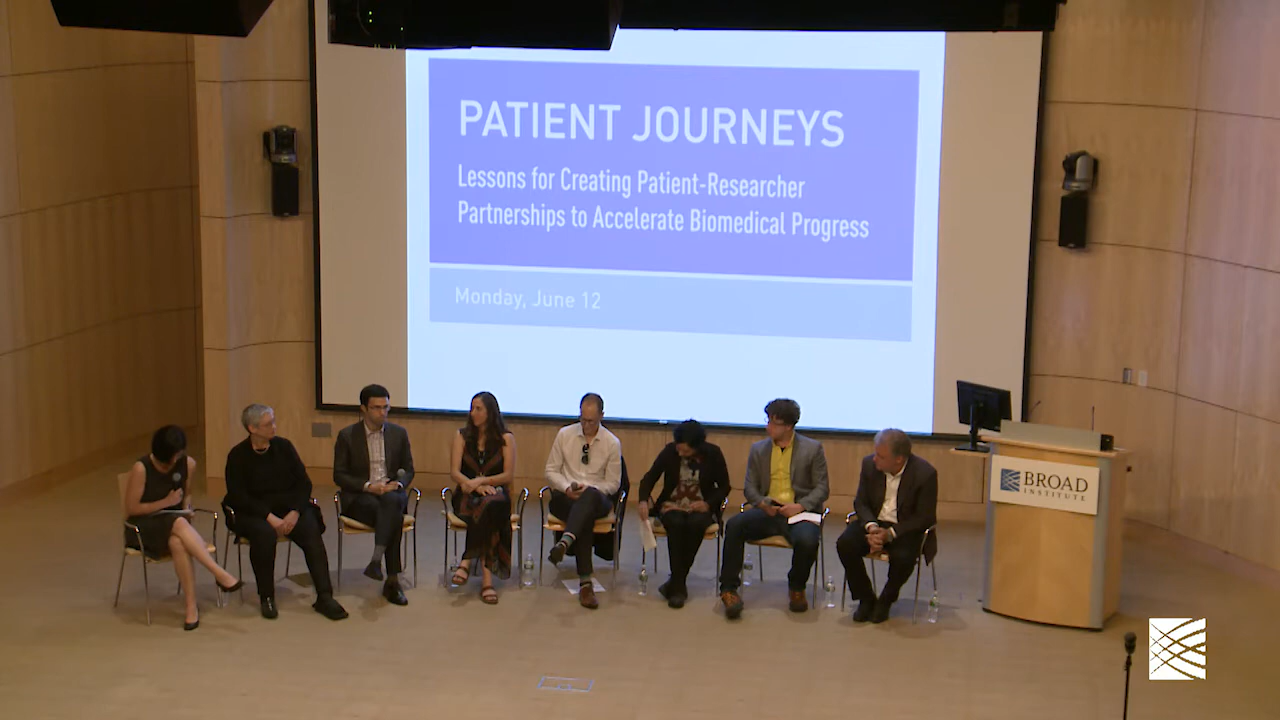 PATIENT JOURNEYS
Lessons for Creating Patient-Researcher
Partnerships to Accelerate Biomedical Progress
Monday, June 12
BROAD
INSTITUTE